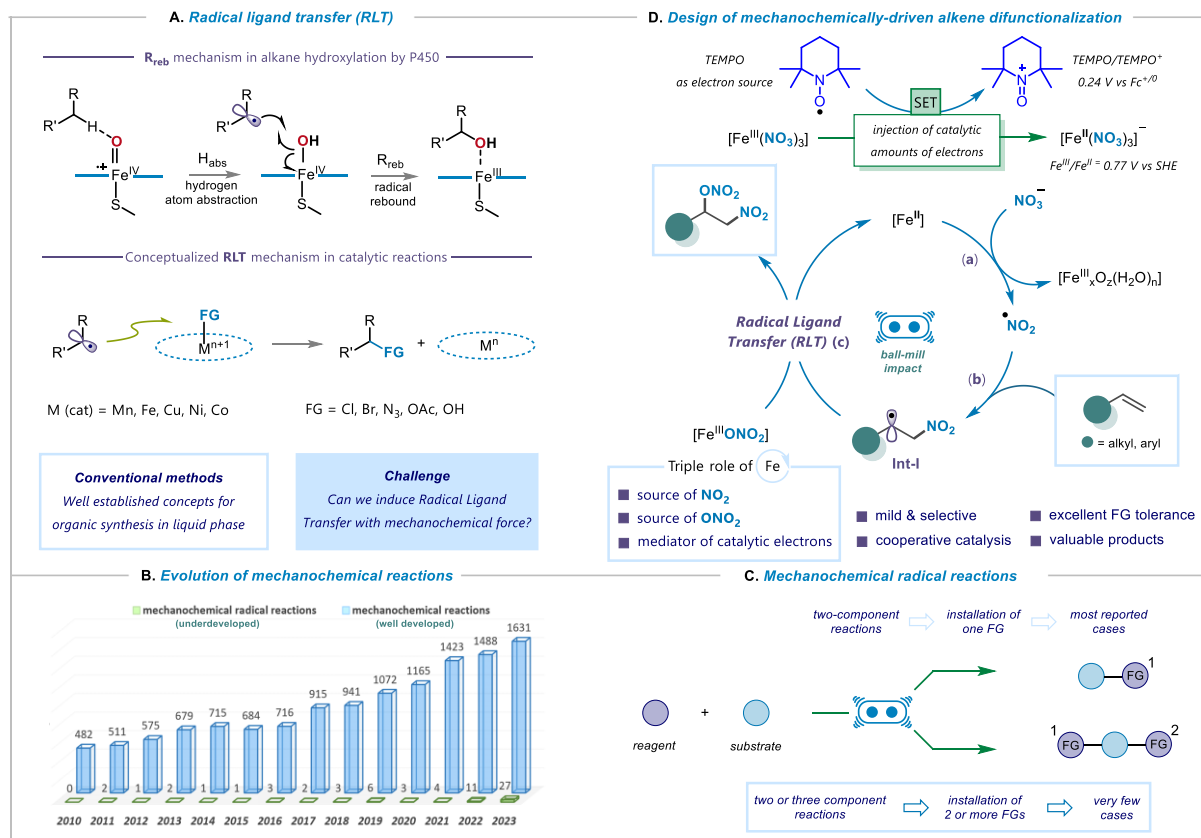 A. Radical ligand transfer (RLT)
Rreb mechanism in alkane hydroxylation by P450
R
R'
H
O
•+
FeIV
S
Habs
hydrogen
atom abstraction
R
R'
OH
FeIV
S
Rreb
radical
rebound
R
R'
OH
FeIII
S
Conceptualized RLT mechanism in catalytic reactions
R
R'
FG
Mn+1
R
R'
FG
+
Mn
M (cat) = Mn, Fe, Cu, Ni, Co
FG = Cl, Br, N3, OAc, OH
Conventional methods
Well established concepts for
organic synthesis in liquid phase
Challenge
Can we induce Radical Ligand
Transfer with mechanochemical force?
D. Design of mechanochemically-driven alkene difunctionalization
TEMPO
as electron source
N
O
•
SET
N
+
O
TEMPO/TEMPO+
0.24 V vs Fc+/0
[FeIII(NO3)3]
injection of catalytic
amounts of electrons
[FeII(NO3)3]−
FeIII/FeII = 0.77 V vs SHE
ONO2
NO2
[FeII]
NO3−
(a)
[FeIIIxOz(H2O)n]
•NO2
Radical Ligand
Transfer (RLT) (c)
ball-mill
impact
(b)
= alkyl, aryl
NO2
Int-I
[FeIIIONO2]
Triple role of Fe
source of NO2
source of ONO2
mediator of catalytic electrons
mild & selective
excellent FG tolerance
cooperative catalysis
valuable products
B. Evolution of mechanochemical reactions
mechanochemical radical reactions
(underdeveloped)
mechanochemical reactions
(well developed)
482 511 575 679 715 684 716 915 941 1072 1165 1423 1488 1631
0 2 1 2 1 1 3 2 3 6 3 4 11 27
2010 2011 2012 2013 2014 2015 2016 2017 2018 2019 2020 2021 2022 2023
C. Mechanochemical radical reactions
two-component
reactions
installation of
one FG
most reported
cases
reagent
+
substrate
FG 1
1 FG
FG 2
two or three component
reactions
installation of
2 or more FGs
very few
cases